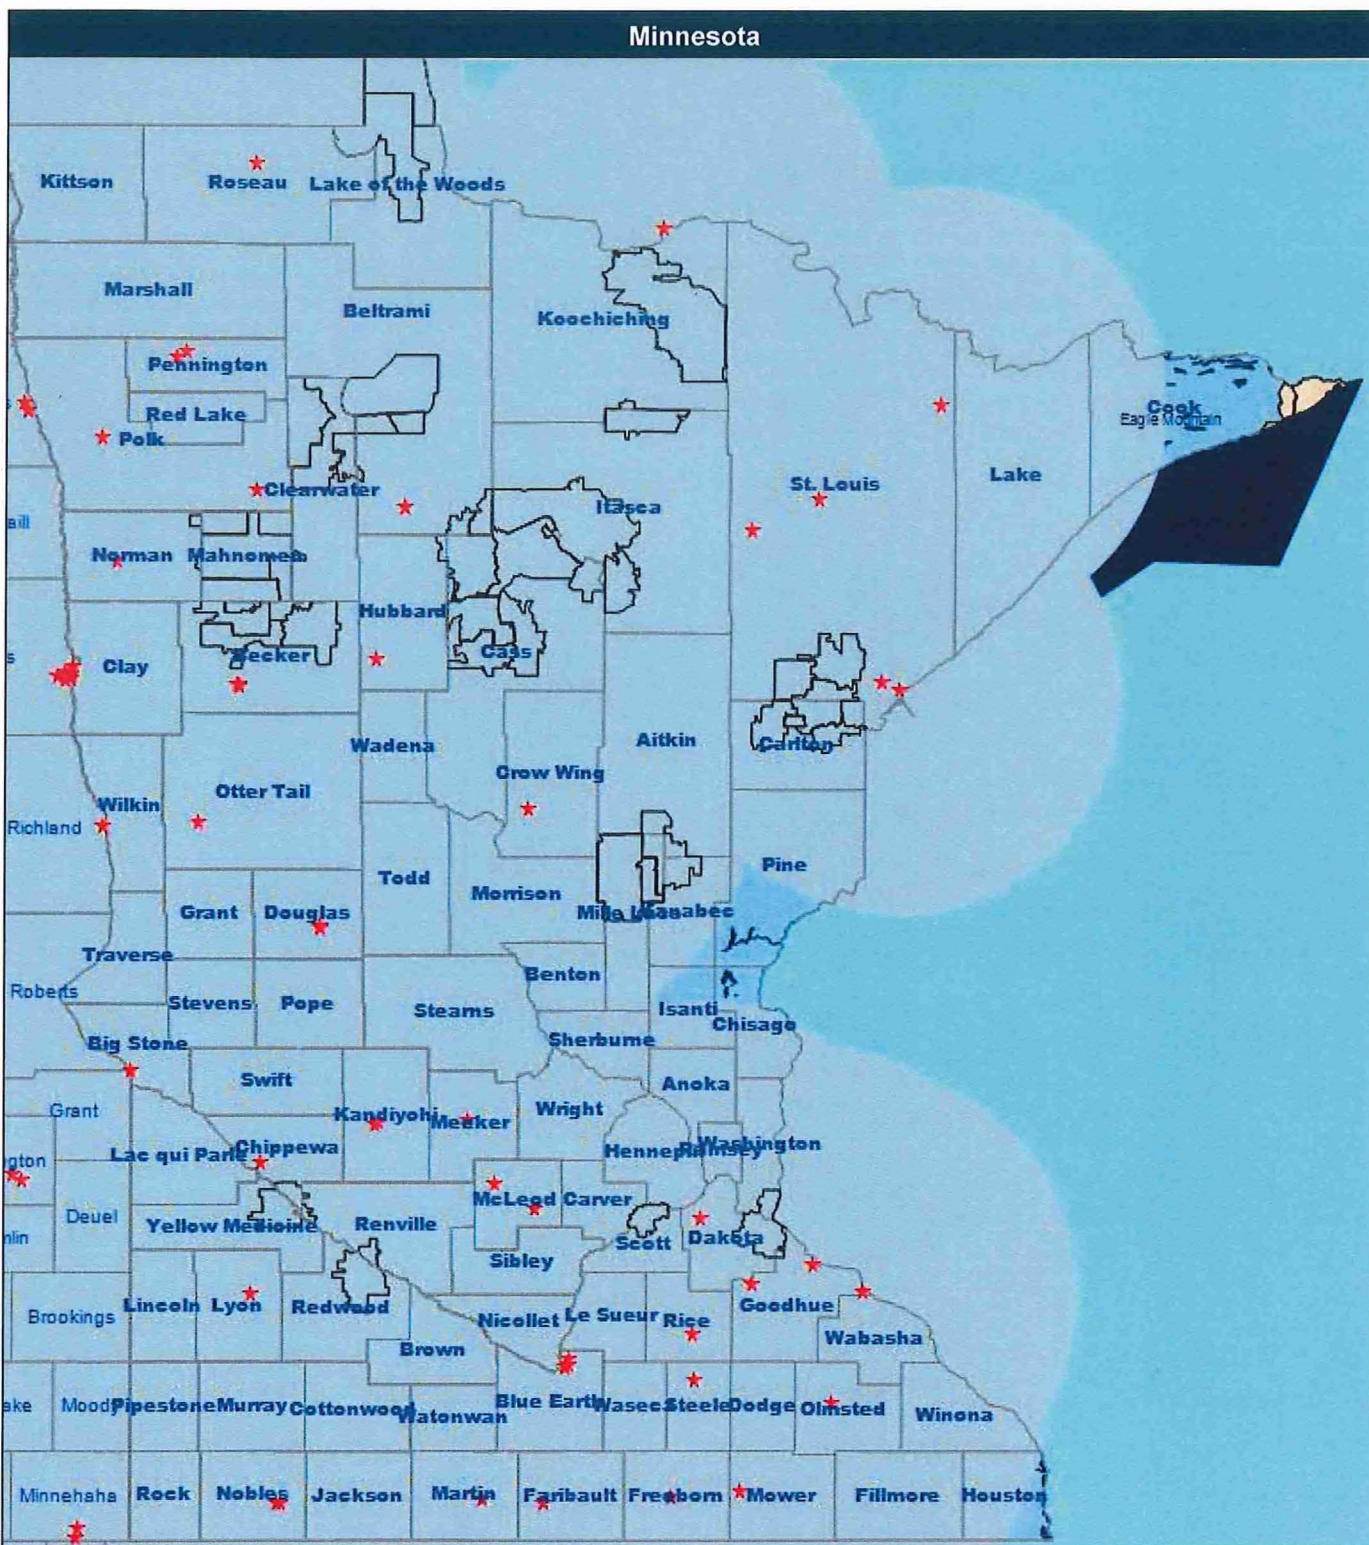 Minnesota
Kittson
Roseau
Lake of the Woods
Marshall
Beltrami
Koochiching
Pennington
Red Lake
Polk
Cook
Eagle Mountain
Clearwater
Itasca
St. Louis
Lake
Norman
Mahnomen
Hubbard
Clay
Becker
Cass
Wadena
Aitkin
Carlton
Crow Wing
Otter Tail
Wilkin
Richland
Todd
Morrison
Pine
Grant
Douglas
Mille Lacs
Kanabec
Traverse
Benton
Roberts
Stevens
Pope
Stearns
Isanti
Chisago
Big Stone
Sherburne
Swift
Anoka
Grant
Kandiyohi
Meeker
Wright
Lac qui Parle
Chippewa
Hennepin
Ramsey
Washington
McLeod
Carver
Deuel
Yellow Medicine
Renville
Scott
Dakota
Sibley
Brookings
Lincoln
Lyon
Redwood
Nicollet
Le Sueur
Rice
Goodhue
Wabasha
Brown
Moody
Pipestone
Murray
Cottonwood
Watonwan
Blue Earth
Waseca
Steele
Dodge
Olmsted
Winona
Minnehaha
Rock
Nobles
Jackson
Martin
Faribault
Freeborn
Mower
Fillmore
Houston